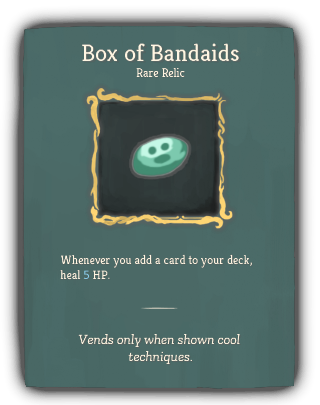 Box of Bandaids
Rare Relic
Whenever you add a card to your deck,
heal 5 HP.
Vends only when shown cool
techniques.